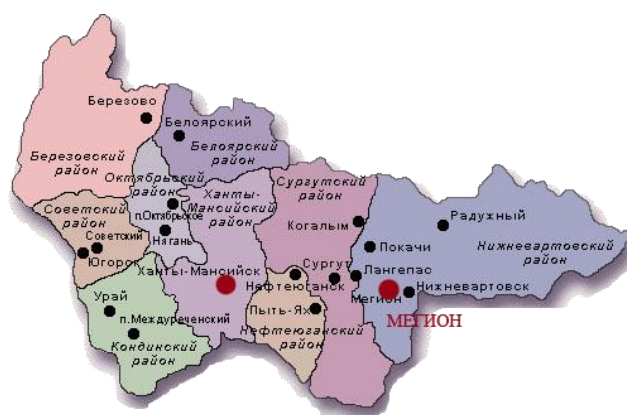 Березово
Белоярский
Белоярский
район
Березовский
район
Октябрьский
район
п.Октябрьское
Нягань
Ханты-
Мансийский
район
Сургутский
район
Когалым
Радужный
Покачи
Нижневартовский
район
Советский
район
Советский
Югорск
Ханты-Мансийск
Сургут
Лангепас
Нефтеюганск
Мегион
Нижневартовск
Урай
п.Междуреченский
Кондинский
район
Пыть-Ях
Нефтеюганский
район
МЕГИОН